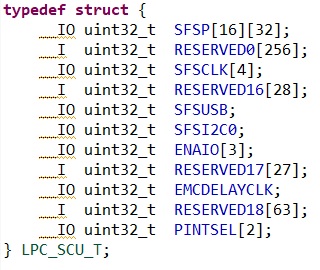 typedef struct {
__IO uint32_t SFSP[16][32];
__I uint32_t RESERVED0[256];
__IO uint32_t SFSCLK[4];
__I uint32_t RESERVED16[28];
__IO uint32_t SFSUSB;
__IO uint32_t SFSI2C0;
__IO uint32_t ENAIO[3];
__I uint32_t RESERVED17[27];
__IO uint32_t EMCDELAYCLK;
__I uint32_t RESERVED18[63];
__IO uint32_t PINTSEL[2];
} LPC_SCU_T;